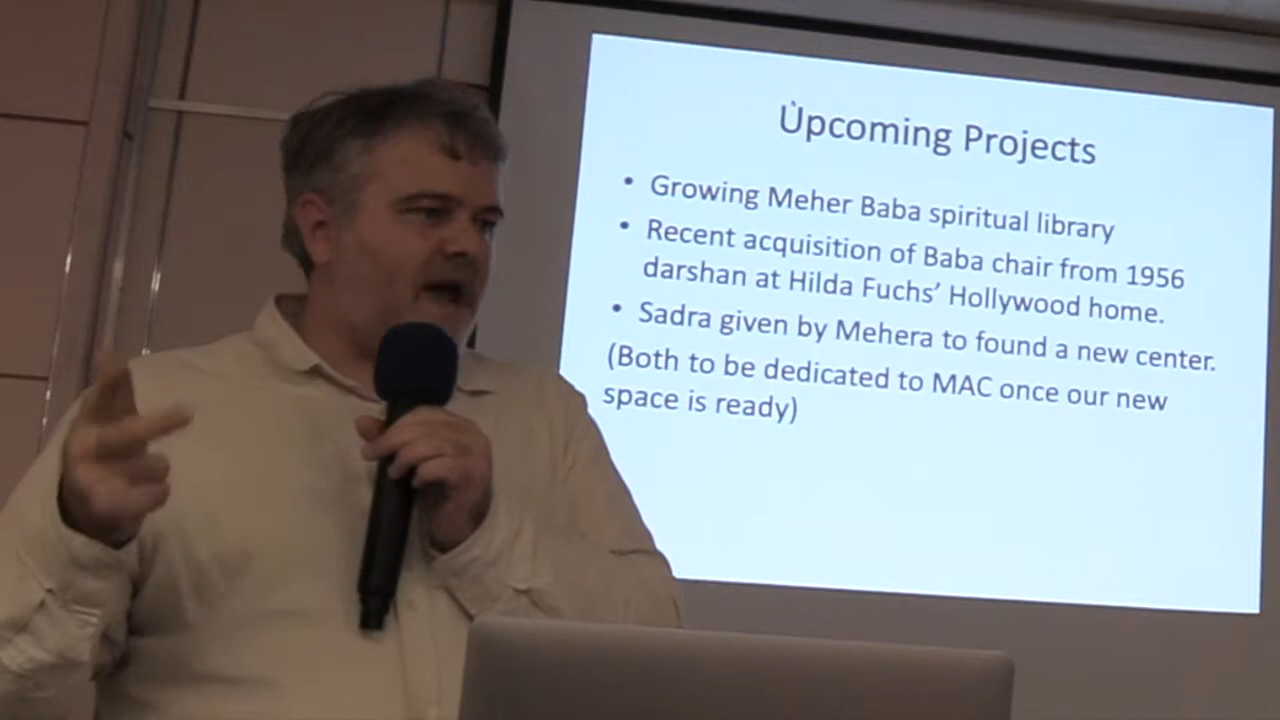 Ùpcoming Projects
• Growing Meher Baba spiritual library
• Recent acquisition of Baba chair from 1956
darshan at Hilda Fuchs’ Hollywood home.
• Sadra given by Mehera to found a new center.
(Both to be dedicated to MAC once our new
space is ready)